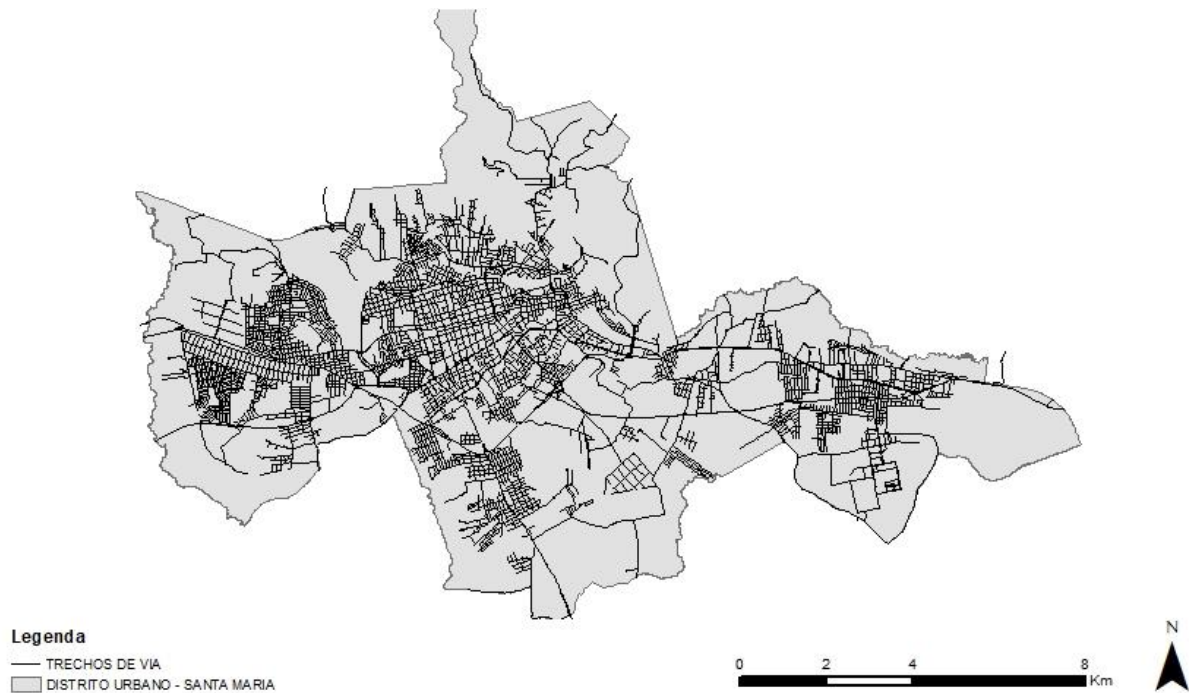 Legenda
TRECHOS DE VIA
DISTRITO URBANO - SANTA MARIA
0 2 4 8
Km
N